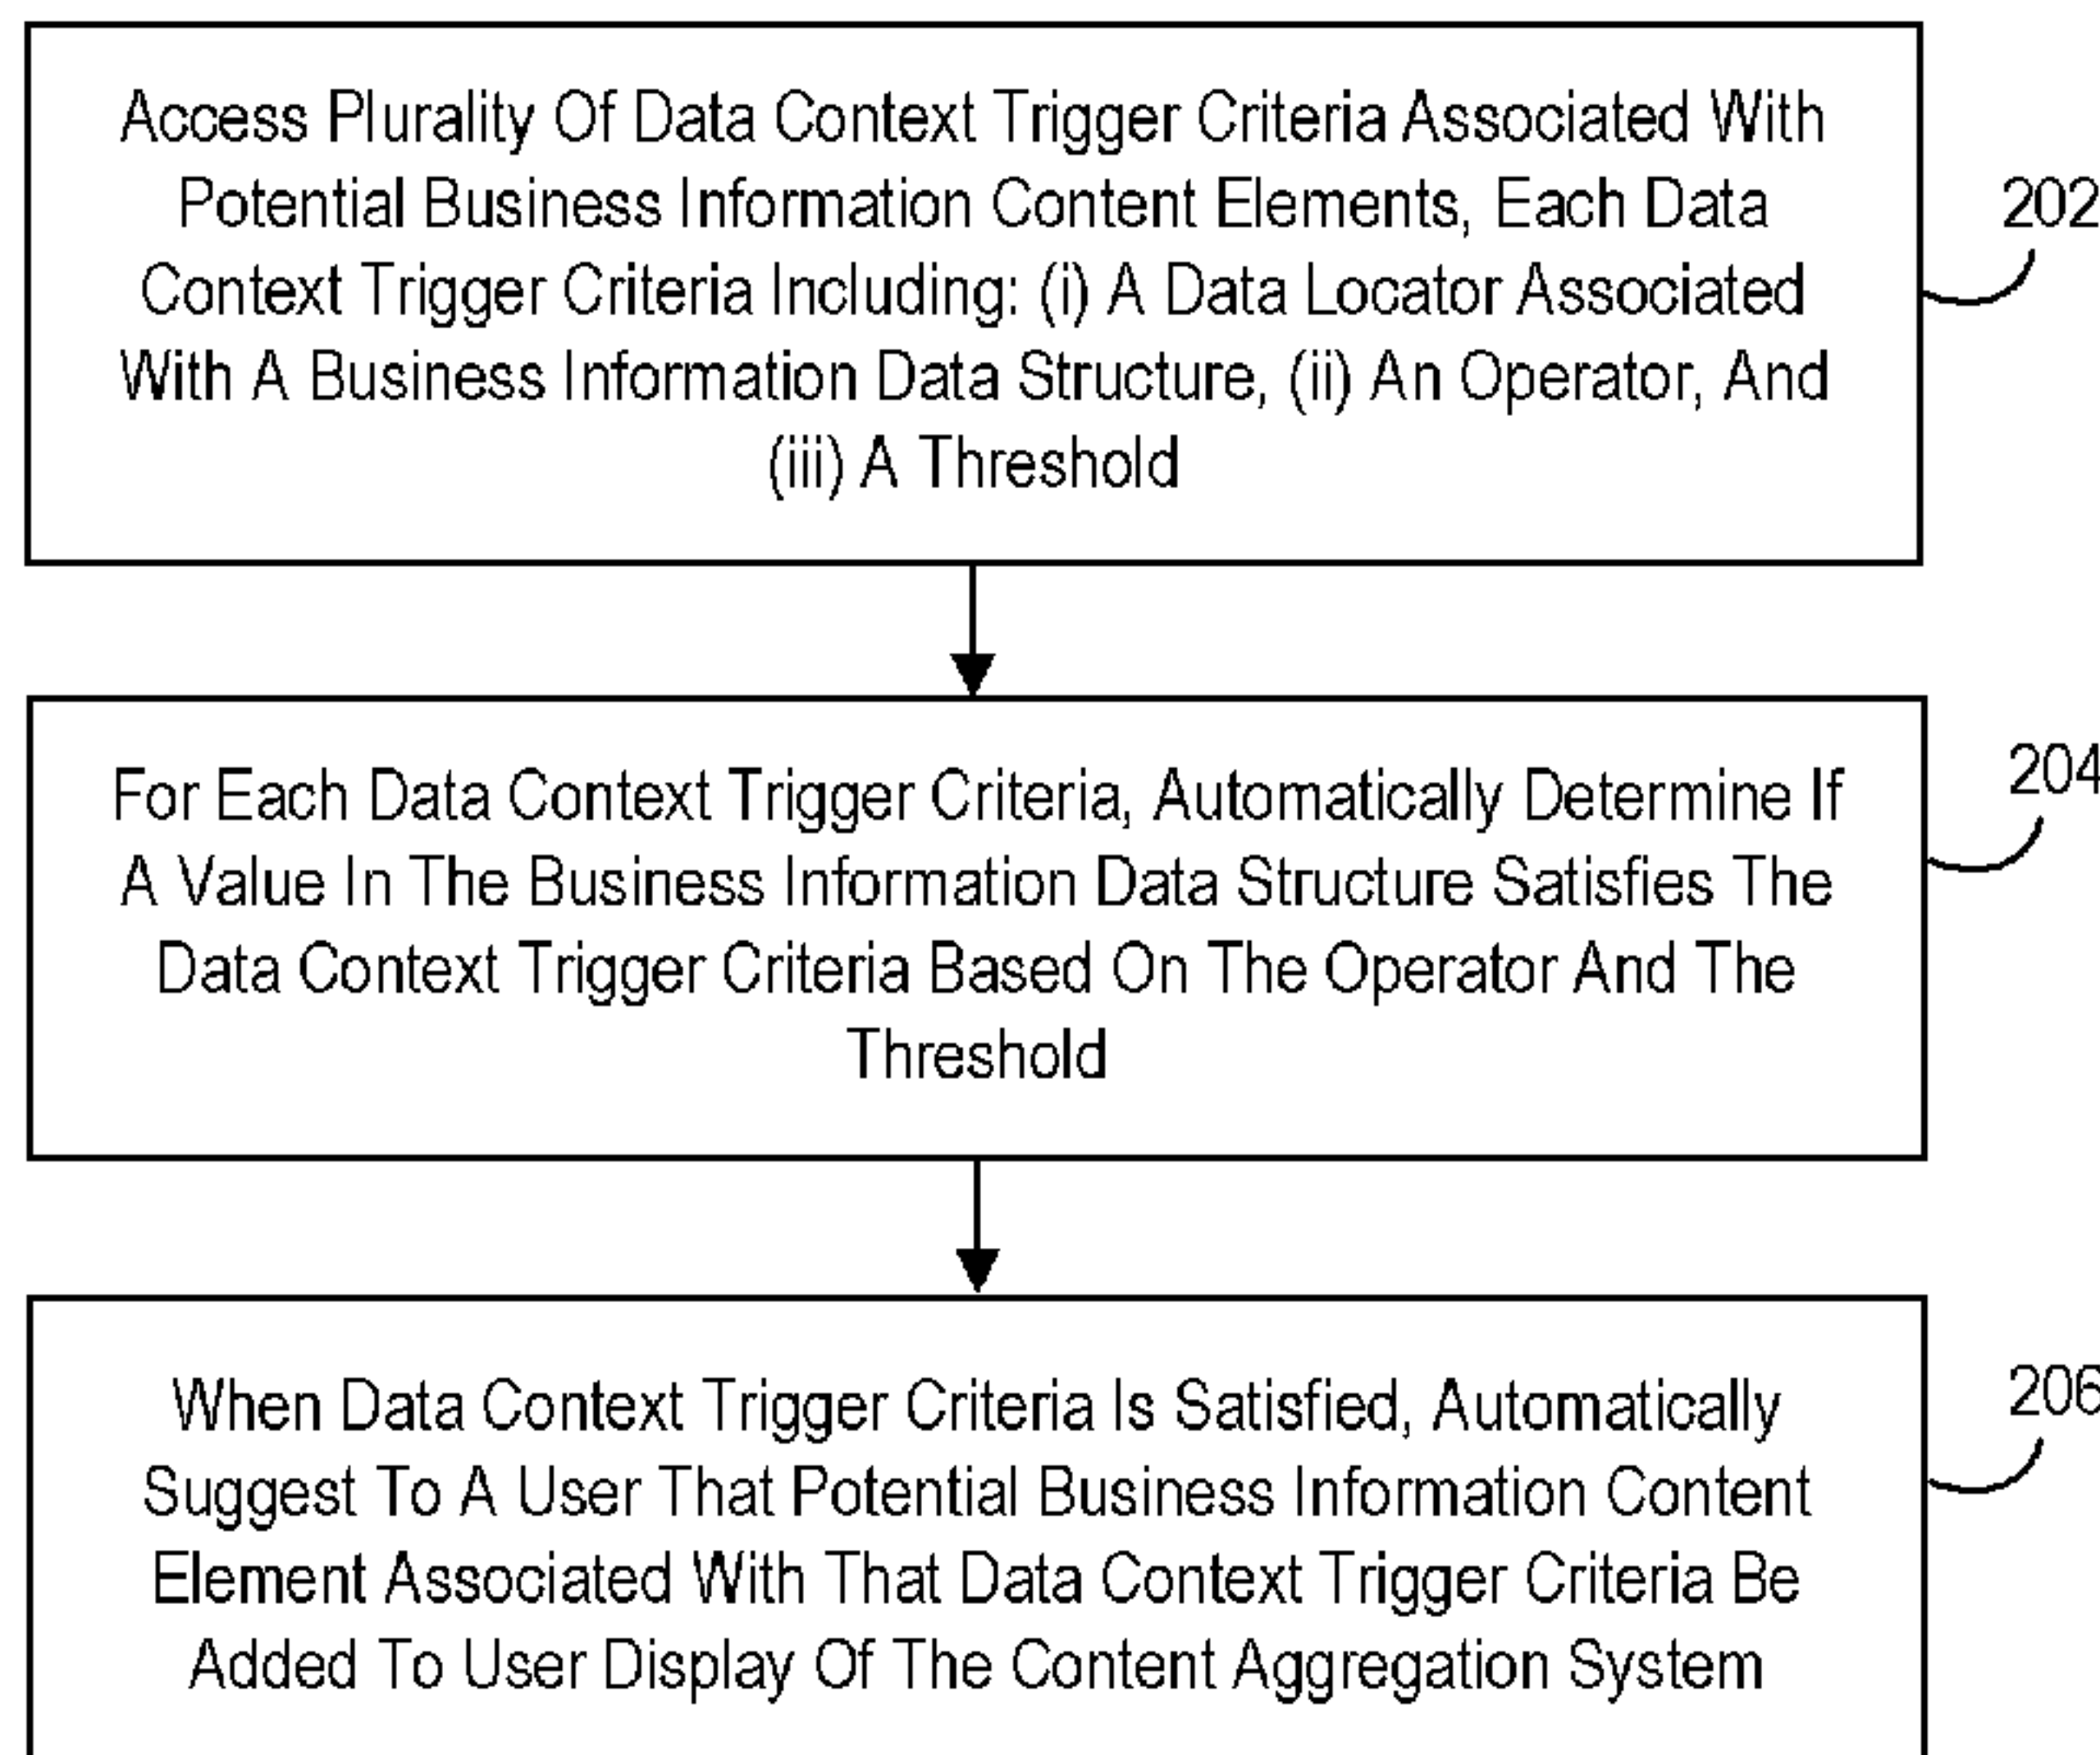 Access Plurality Of Data Context Trigger Criteria Associated With
Potential Business Information Content Elements, Each Data
Context Trigger Criteria Including: (i) A Data Locator Associated
With A Business Information Data Structure, (ii) An Operator, And
(iii) A Threshold
202
For Each Data Context Trigger Criteria, Automatically Determine If
A Value In The Business Information Data Structure Satisfies The
Data Context Trigger Criteria Based On The Operator And The
Threshold
204
When Data Context Trigger Criteria Is Satisfied, Automatically
Suggest To A User That Potential Business Information Content
Element Associated With That Data Context Trigger Criteria Be
Added To User Display Of The Content Aggregation System
206